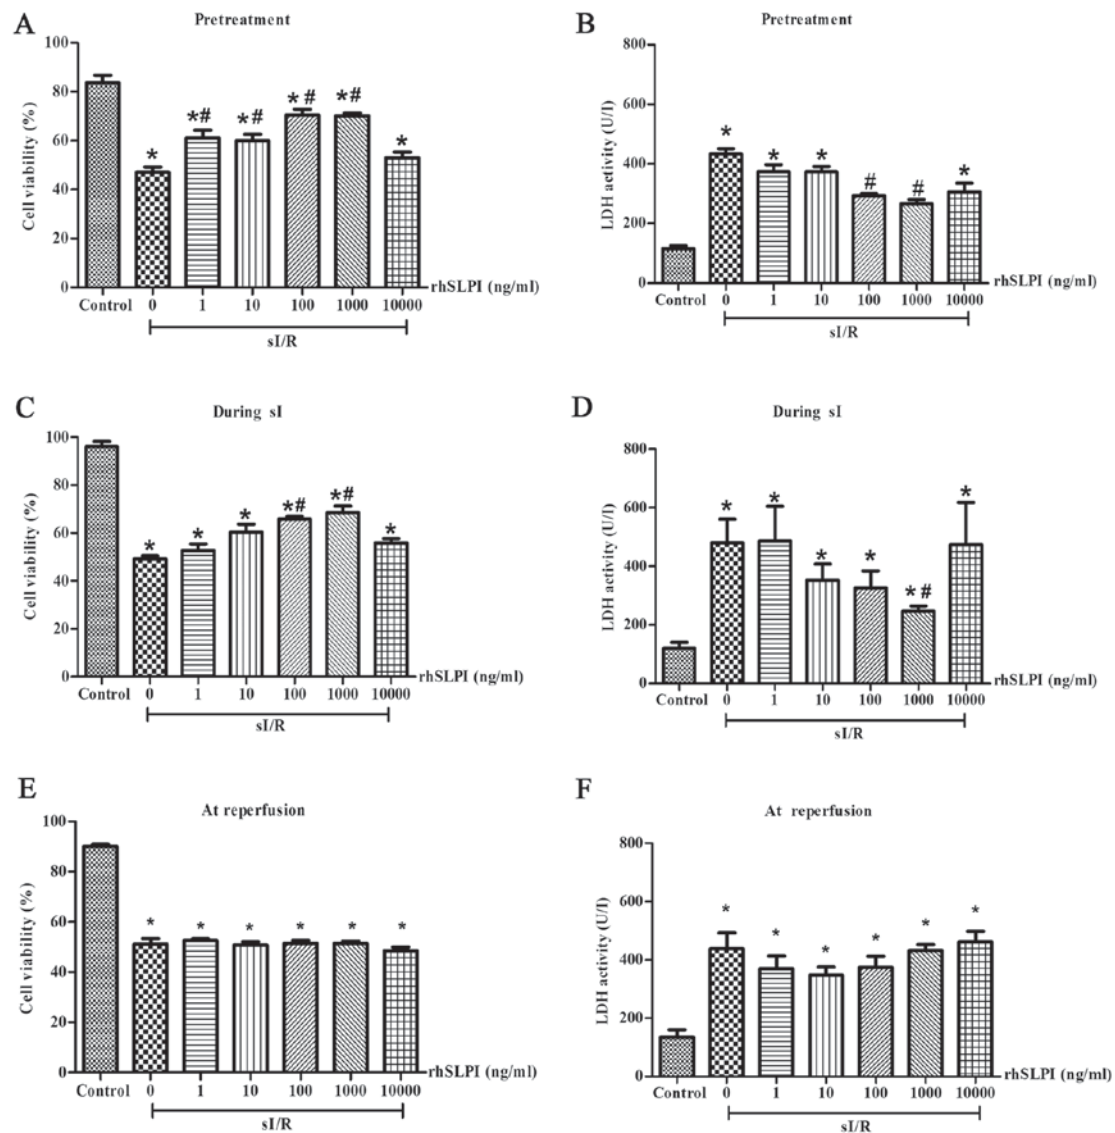 A
Pretreatment
Cell viability (%)
100
80
60
40
20
0
*
*#
*#
*#
*#
*
Control 0 1 10 100 1000 10000 rhSLPI (ng/ml)
sI/R
B
Pretreatment
LDH activity (U/l)
800
600
400
200
0
*
*
*
#
#
*
Control 0 1 10 100 1000 10000 rhSLPI (ng/ml)
sI/R
C
During sI
Cell viability (%)
100
80
60
40
20
0
*
*
*
*#
*#
*
Control 0 1 10 100 1000 10000 rhSLPI (ng/ml)
sI/R
D
During sI
LDH activity (U/l)
800
600
400
200
0
*
*
*
*
*#
*
Control 0 1 10 100 1000 10000 rhSLPI (ng/ml)
sI/R
E
At reperfusion
Cell viability (%)
100
80
60
40
20
0
*
*
*
*
*
*
Control 0 1 10 100 1000 10000 rhSLPI (ng/ml)
sI/R
F
At reperfusion
LDH activity (U/l)
800
600
400
200
0
*
*
*
*
*
*
Control 0 1 10 100 1000 10000 rhSLPI (ng/ml)
sI/R